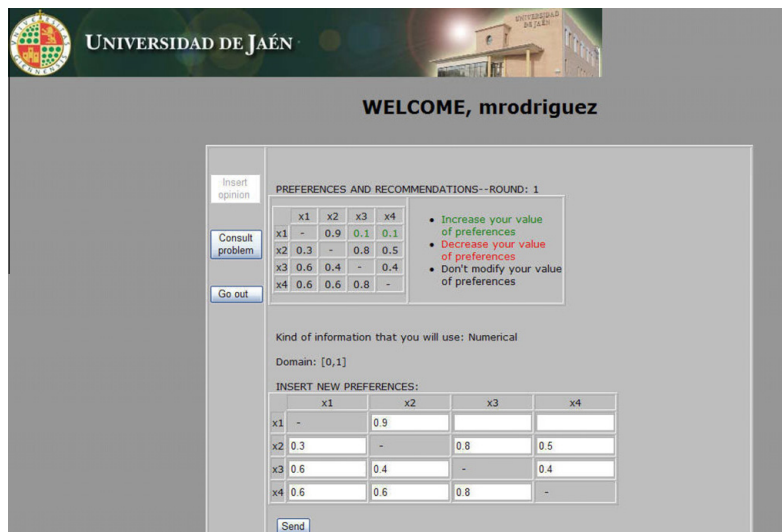 UNIVERSIDAD DE JAÉN
UNIVERSIDAD
DE JAÉN
WELCOME, mrodriguez
Insert
opinion
Consult
problem
Go out
PREFERENCES AND RECOMMENDATIONS--ROUND: 1
x1 x2 x3 x4
x1 - 0.9 0.1 0.1
x2 0.3 - 0.8 0.5
x3 0.6 0.4 - 0.4
x4 0.6 0.6 0.8 -
Increase your value
of preferences
Decrease your value
of preferences
Don't modify your value
of preferences
Kind of information that you will use: Numerical
Domain: [0,1]
INSERT NEW PREFERENCES:
x1 x2 x3 x4
x1 - 0.9
x2 0.3 - 0.8 0.5
x3 0.6 0.4 - 0.4
x4 0.6 0.6 0.8 -
Send